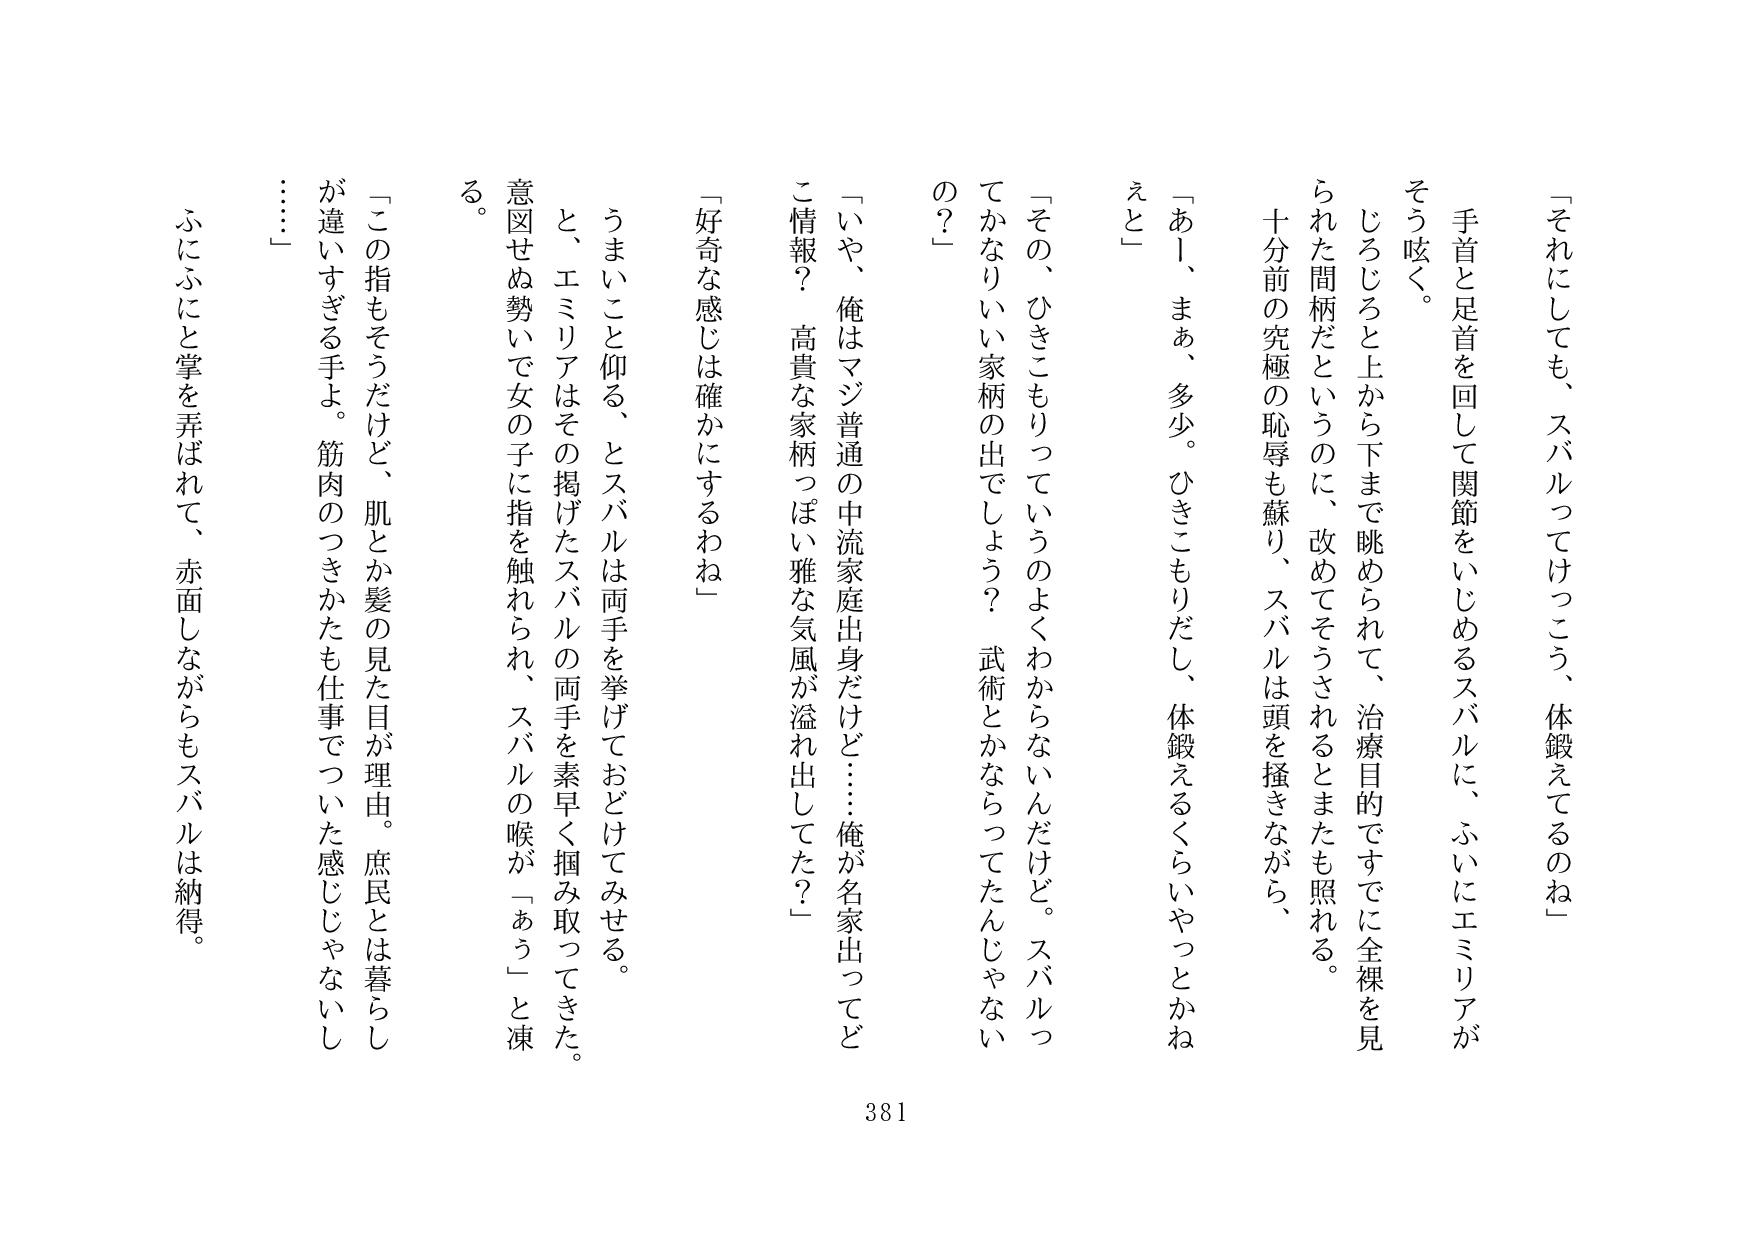 「それにしても、スバルってけっこう、体鍛えてるのね」
手首と足首を回して関節をいじめるスバルに、ふいにエミリアが
そう呟く。
じろじろと上から下まで眺められて、治療目的ですでに全裸を見
られた間柄だというのに、改めてそうされるとまたも照れる。
十分前の究極の恥辱も蘇り、スバルは頭を掻きながら、
「あー、まぁ、多少。ひきこもりだし、体鍛えるくらいやっとかね
えと」
「その、ひきこもりっていうのよくわからないんだけど。スバルっ
てかなりいい家柄の出でしょう？　武術とかならってたんじゃない
の？」
「いや、俺はマジ普通の中流家庭出身だけど……俺が名家出ってど
こ情報？　高貴な家柄っぽい雅な気風が溢れ出してた？」
「好奇な感じは確かにするわね」
うまいこと仰る、とスバルは両手を挙げておどけてみせる。
と、エミリアはその掲げたスバルの両手を素早く掴み取ってきた。
意図せぬ勢いで女の子に指を触れられ、スバルの喉が「あぅ」と凍
る。
「この指もそうだけど、肌とか髪の見た目が理由。庶民とは暮らし
が違いすぎる手よ。筋肉のつきかたも仕事でついた感じじゃないし
……」
ふにふにと掌を弄ばれて、赤面しながらもスバルは納得。
381